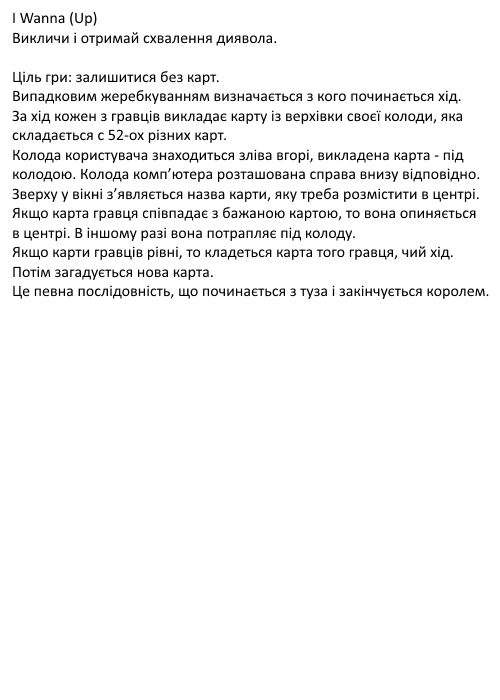 I Wanna (Up)
Викличи і отримай схвалення диявола.
Ціль гри: залишитися без карт.
Випадковим жеребкуванням визначається з кого починається хід.
За хід кожен з гравців викладає карту із верхівки своєї колоди, яка
складається с 52-ох різних карт.
Колода користувача знаходиться зліва вгорі, викладена карта - під
колодою. Колода комп’ютера розташована справа внизу відповідно.
Зверху у вікні з’являється назва карти, яку треба розмістити в центрі.
Якщо карта гравця співпадає з бажаною картою, то вона опиняється
в центрі. В іншому разі вона потрапляє під колоду.
Якщо карти гравців рівні, то кладеться карта того гравця, чий хід.
Потім загадується нова карта.
Це певна послідовність, що починається з туза і закінчується королем.